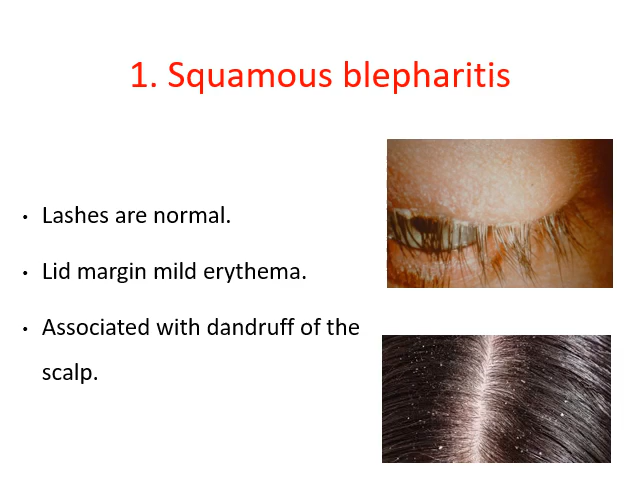 1. Squamous blepharitis
• Lashes are normal.
• Lid margin mild erythema.
• Associated with dandruff of the
scalp.